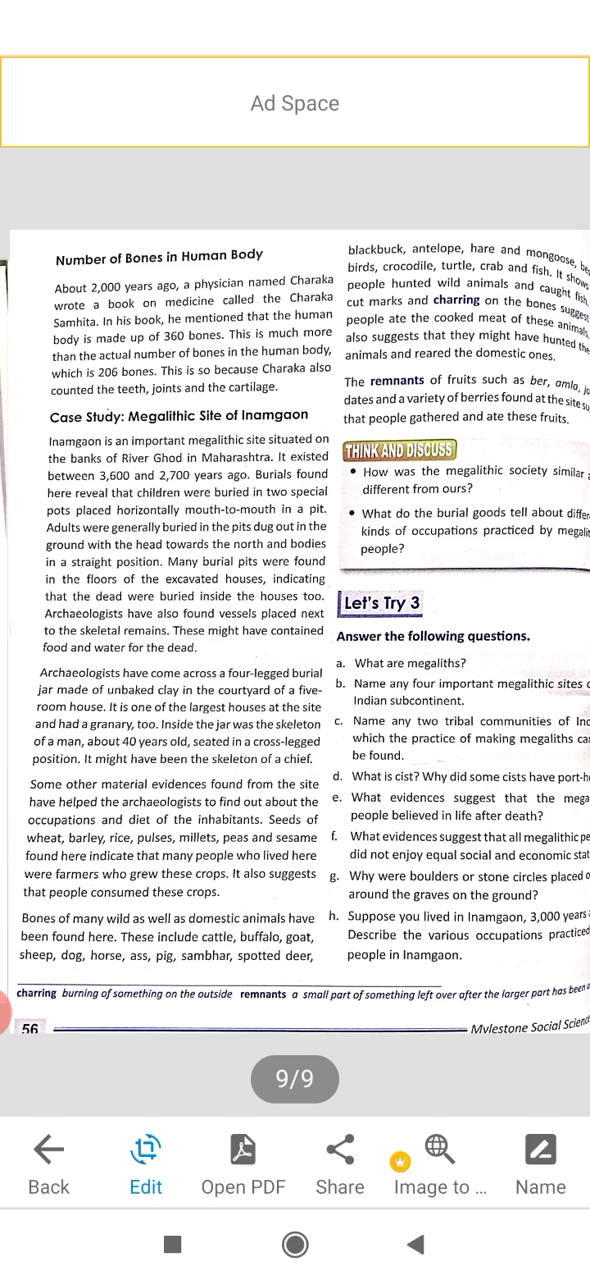 Ad Space
Number of Bones in Human Body
About 2,000 years ago, a physician named Charaka
wrote a book on medicine called the Charaka
Samhita. In his book, he mentioned that the human
body is made up of 360 bones. This is much more
than the actual number of bones in the human body,
which is 206 bones. This is so because Charaka also
counted the teeth, joints and the cartilage.
Case Study: Megalithic Site of Inamgaon
Inamgaon is an important megalithic site situated on
the banks of River Ghod in Maharashtra. It existed
between 3,600 and 2,700 years ago. Burials found
here reveal that children were buried in two special
pots placed horizontally mouth-to-mouth in a pit.
Adults were generally buried in the pits dug out in the
ground with the head towards the north and bodies
in a straight position. Many burial pits were found
in the floors of the excavated houses, indicating
that the dead were buried inside the houses too.
Archaeologists have also found vessels placed next
to the skeletal remains. These might have contained
food and water for the dead.
Archaeologists have come across a four-legged burial
jar made of unbaked clay in the courtyard of a five-
room house. It is one of the largest houses at the site
and had a granary, too. Inside the jar was the skeleton
of a man, about 40 years old, seated in a cross-legged
position. It might have been the skeleton of a chief.
Some other material evidences found from the site
have helped the archaeologists to find out about the
occupations and diet of the inhabitants. Seeds of
wheat, barley, rice, pulses, millets, peas and sesame
found here indicate that many people who lived here
were farmers who grew these crops. It also suggests
that people consumed these crops.
Bones of many wild as well as domestic animals have
been found here. These include cattle, buffalo, goat,
sheep, dog, horse, ass, pig, sambhar, spotted deer,
blackbuck, antelope, hare and mongoose, be
birds, crocodile, turtle, crab and fish. It shows
people hunted wild animals and caught fish.
cut marks and charring on the bones suggest
people ate the cooked meat of these animals.
also suggests that they might have hunted the
animals and reared the domestic ones.
The remnants of fruits such as ber, amla, ja
dates and a variety of berries found at the site su
that people gathered and ate these fruits.
THINK AND DISCUSS
• How was the megalithic society similar
different from ours?
• What do the burial goods tell about differ
kinds of occupations practiced by megalit
people?
Let's Try 3
Answer the following questions.
a. What are megaliths?
b. Name any four important megalithic sites o
Indian subcontinent.
c. Name any two tribal communities of Ind
which the practice of making megaliths ca
be found.
d. What is cist? Why did some cists have port-h
e. What evidences suggest that the mega
people believed in life after death?
f. What evidences suggest that all megalithic pe
did not enjoy equal social and economic stat
g. Why were boulders or stone circles placed o
around the graves on the ground?
h. Suppose you lived in Inamgaon, 3,000 years
Describe the various occupations practiced
people in Inamgaon.
charring burning of something on the outside remnants a small part of something left over after the larger part has been
56
Mylestone Social Scienc
9/9
Back
Edit
Open PDF
Share
Image to ...
Name